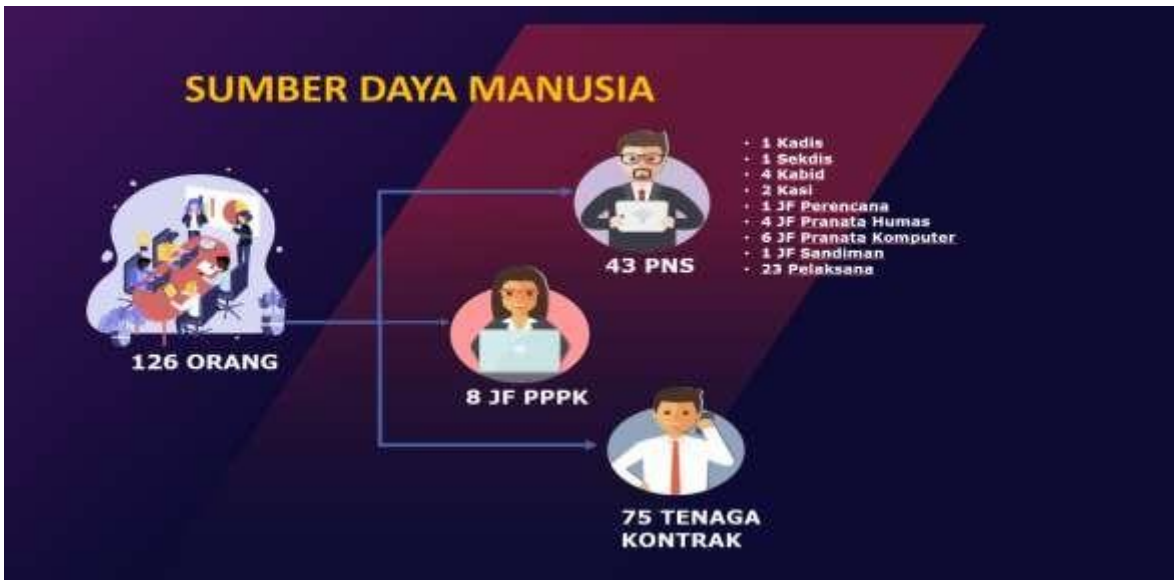 SUMBER DAYA MANUSIA
126 ORANG
43 PNS
• 1 Kadis
• 1 Sekdis
• 4 Kabid
• 2 Kasi
• 1 JF Perencana
• 4 JF Pranata Humas
• 6 JF Pranata Komputer
• 1 JF Sandiman
• 23 Pelaksana
8 JF PPPK
75 TENAGA
KONTRAK